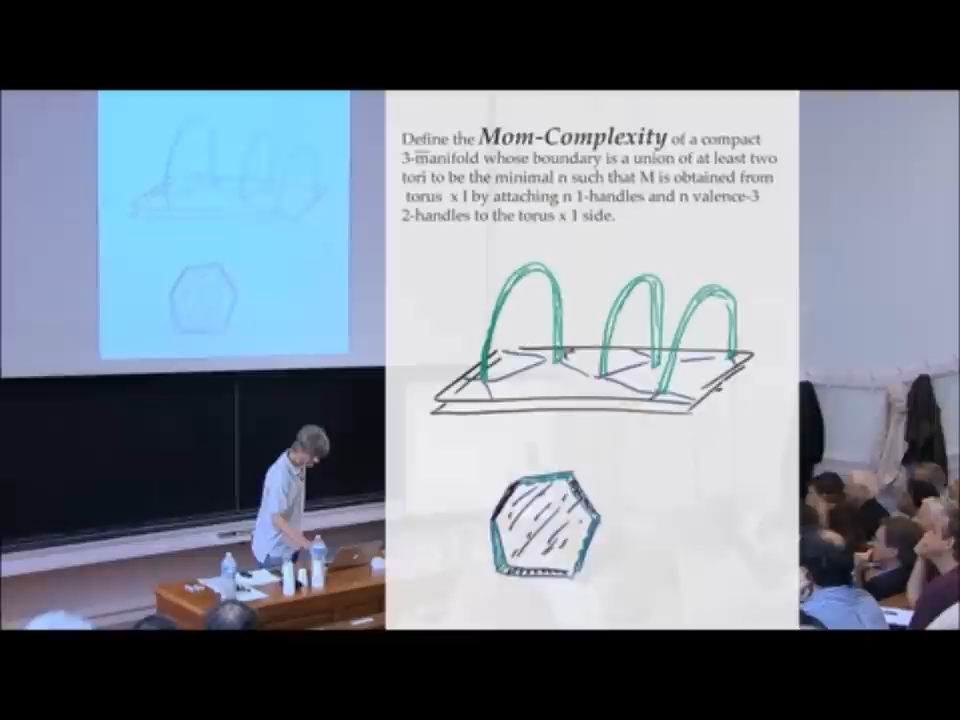 Define the Mom-Complexity of a compact
3-manifold whose boundary is a union of at least two
tori to be the minimal n such that M is obtained from
torus x I by attaching n 1-handles and n valence-3
2-handles to the torus x 1 side.